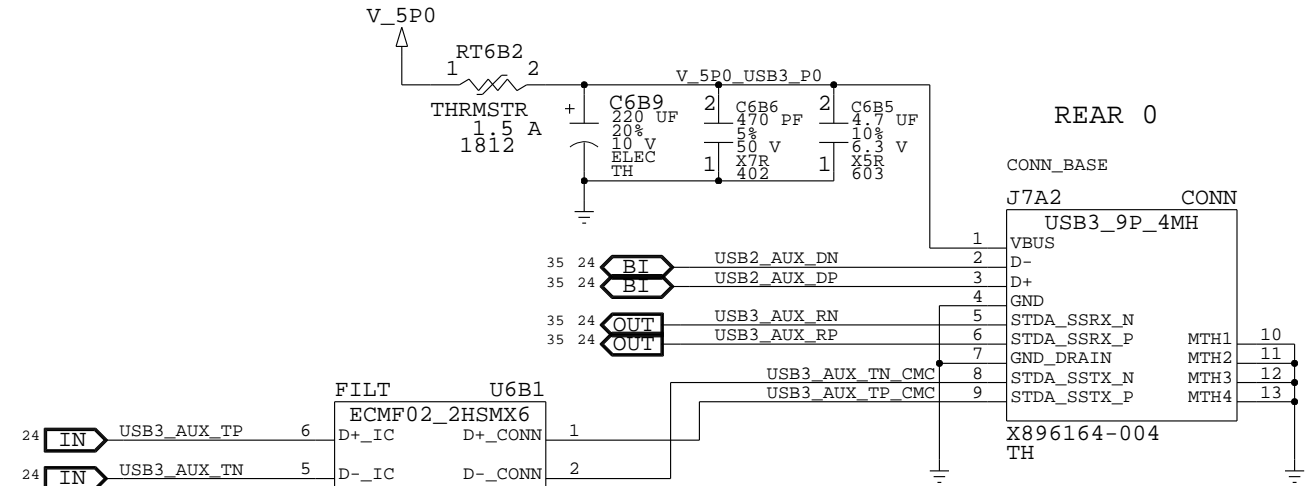 V_5P0
RT6B2
1 2
THRMSTR
1.5 A
1812
V_5P0_USB3_P0
+
C6B9
220 UF
20%
10 V
ELEC
TH
2
C6B6
470 PF
5%
50 V
1
X7R
402
2
C6B5
4.7 UF
10%
6.3 V
1
X5R
603
REAR 0
CONN_BASE
J7A2 CONN
USB3_9P_4MH
1 VBUS
35 24 BI USB2_AUX_DN 2 D-
35 24 BI USB2_AUX_DP 3 D+
4 GND
35 24 OUT USB3_AUX_RN 5 STDA_SSRX_N
35 24 OUT USB3_AUX_RP 6 STDA_SSRX_P MTH1 10
7 GND_DRAIN MTH2 11
USB3_AUX_TN_CMC 8 STDA_SSTX_N MTH3 12
USB3_AUX_TP_CMC 9 STDA_SSTX_P MTH4 13
X896164-004
TH
FILT U6B1
ECMF02_2HSMX6
24 IN USB3_AUX_TP 6 D+_IC D+_CONN 1
24 IN USB3_AUX_TN 5 D-_IC D-_CONN 2